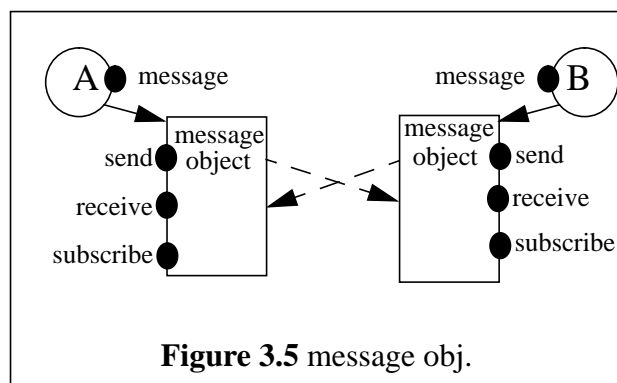 A
message
message
B
message
object
send
receive
subscribe
message
object
send
receive
subscribe
Figure 3.5 message obj.